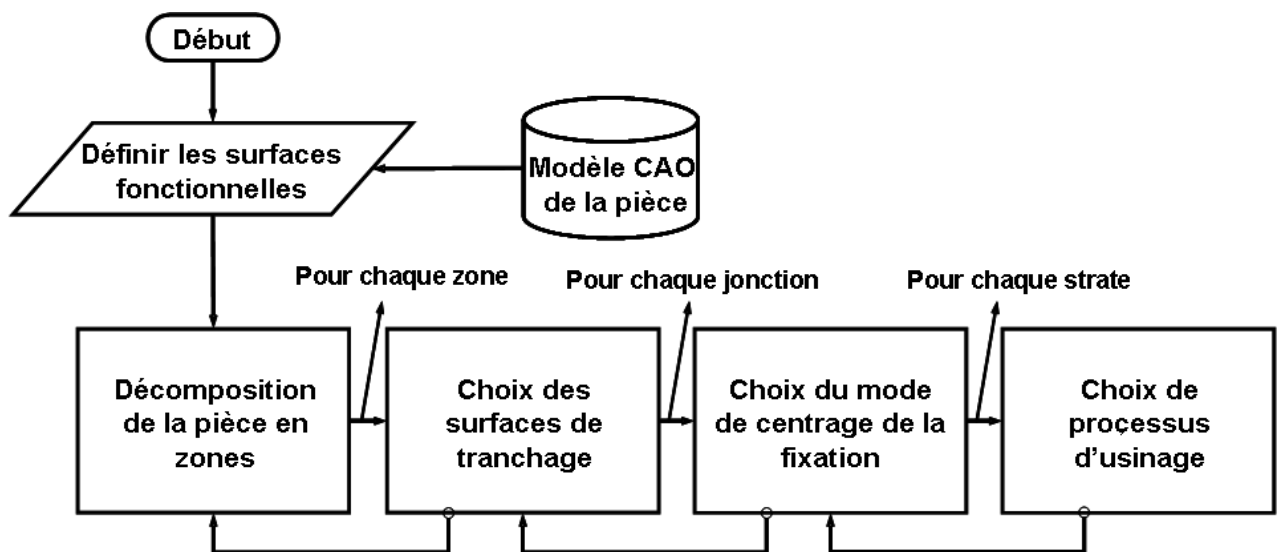 Début
Définir les surfaces
fonctionnelles
Modèle CAO
de la pièce
Pour chaque zone
Pour chaque jonction
Pour chaque strate
Décomposition
de la pièce en
zones
Choix des
surfaces de
tranchage
Choix du mode
de centrage de la
fixation
Choix de
proçessus
d'usinage